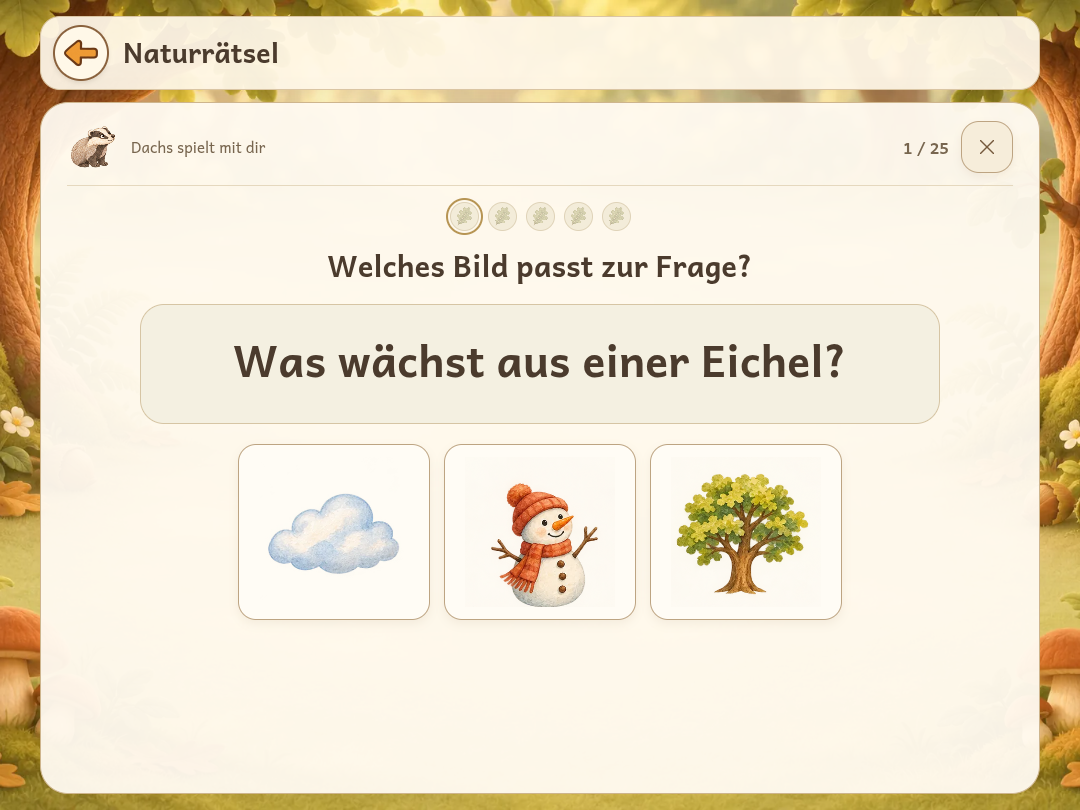 Naturrätsel
Dachs spielt mit dir
1 / 25
Welches Bild passt zur Frage?
Was wächst aus einer Eichel?